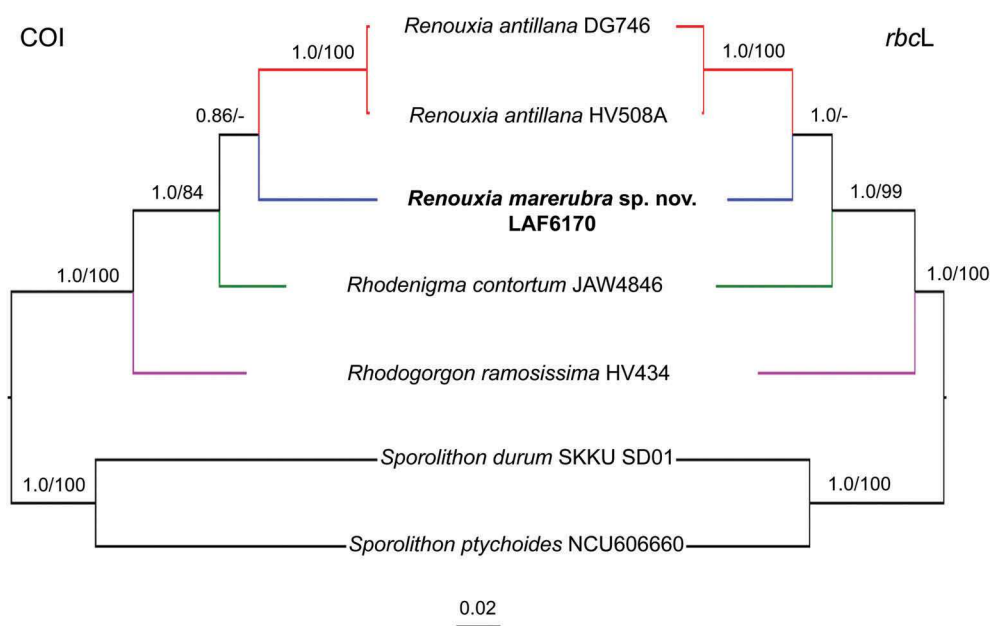 COI
rbcL
Renouxia antillana DG746
1.0/100
1.0/100
Renouxia antillana HV508A
0.86/-
1.0/-
1.0/84
1.0/99
Renouxia marerubra sp. nov.
LAF6170
1.0/100
1.0/100
Rhodenigma contortum JAW4846
Rhodogorgon ramosissima HV434
Sporolithon durum SKKU SD01
1.0/100
1.0/100
Sporolithon ptychoides NCU606660
0.02